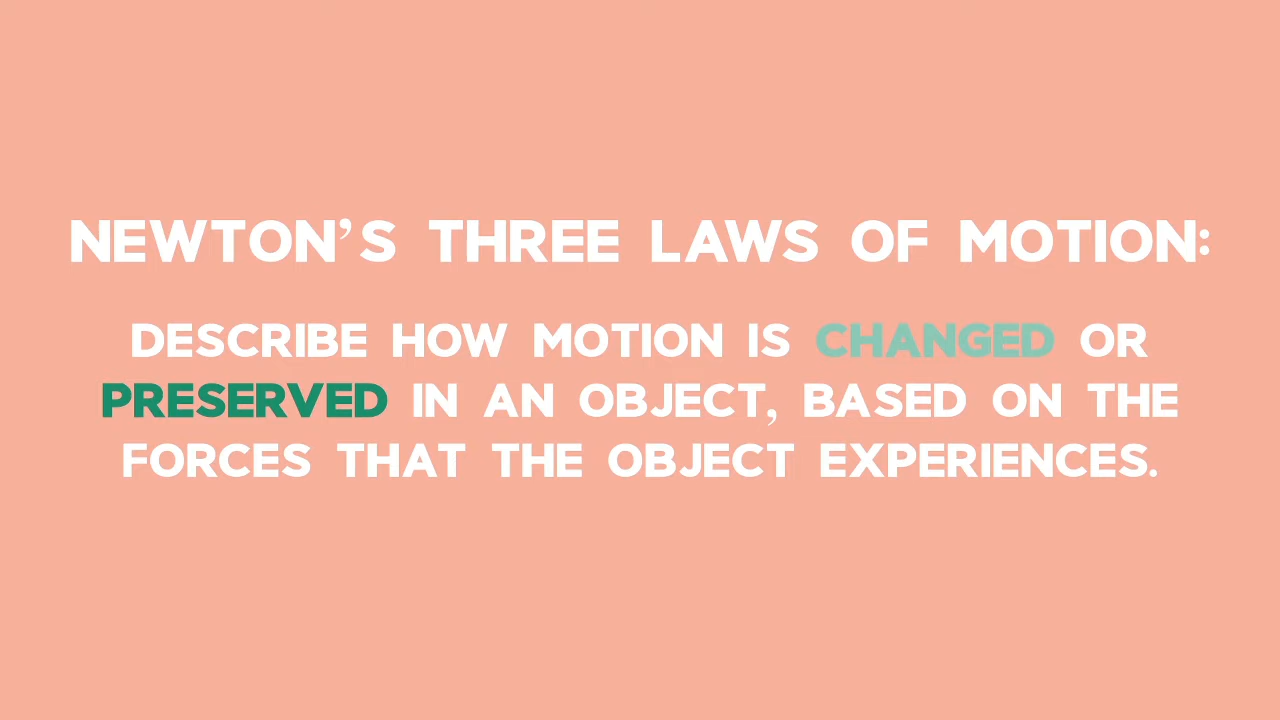 NEWTON'S THREE LAWS OF MOTION:
DESCRIBE HOW MOTION IS CHANGED OR
PRESERVED IN AN OBJECT, BASED ON THE
FORCES THAT THE OBJECT EXPERIENCES.